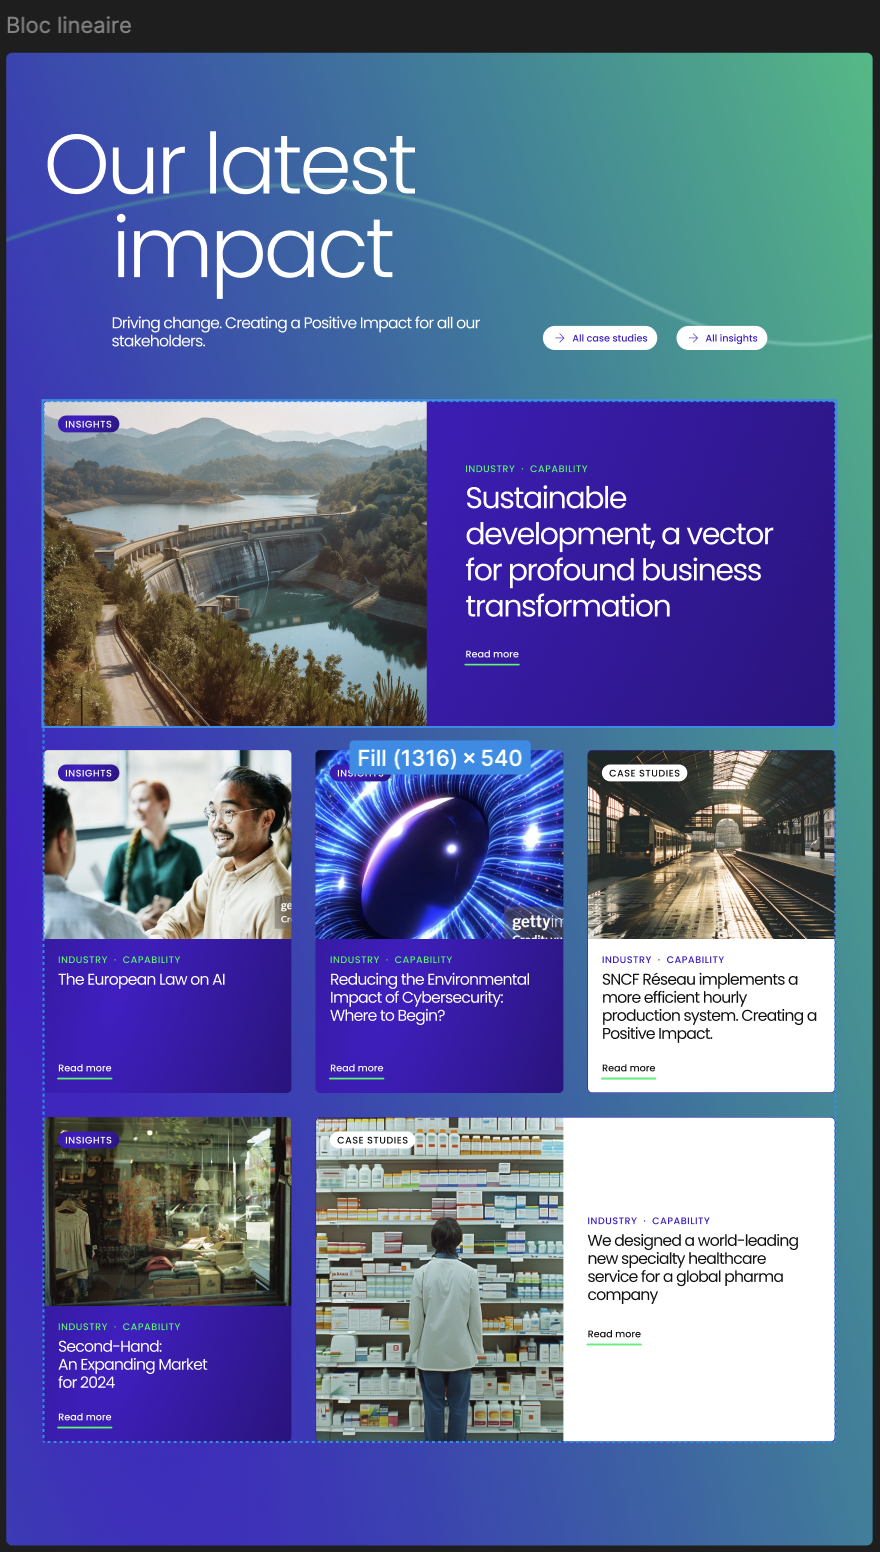 Bloc lineaire
Our latest
impact
Driving change. Creating a Positive Impact for all our
stakeholders.
All case studies
All insights
INSIGHTS
INDUSTRY · CAPABILITY
Sustainable
development, a vector
for profound business
transformation
Read more
Fill (1316) × 540
INSIGHTS
INDUSTRY · CAPABILITY
The European Law on AI
Read more
gettyim
INDUSTRY · CAPABILITY
Reducing the Environmental
Impact of Cybersecurity:
Where to Begin?
Read more
CASE STUDIES
INDUSTRY · CAPABILITY
SNCF Réseau implements a
more efficient hourly
production system. Creating a
Positive Impact.
Read more
INSIGHTS
INDUSTRY · CAPABILITY
Second-Hand:
An Expanding Market
for 2024
Read more
CASE STUDIES
INDUSTRY · CAPABILITY
We designed a world-leading
new specialty healthcare
service for a global pharma
company
Read more